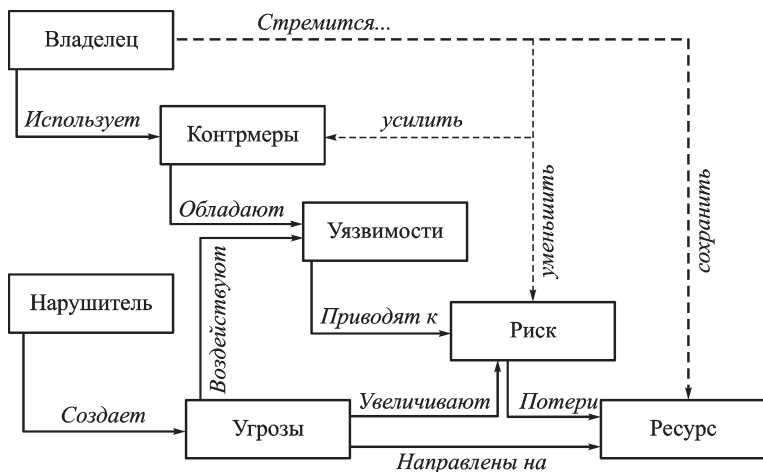 Стремится...
Владелец
Использует
Контрмеры
усилить
Обладают
Уязвимости
уменьшить
сохранить
Воздействуют
Нарушитель
Приводят к
Риск
Создает
Угрозы
Увеличивают
Потери
Ресурс
Направлены на